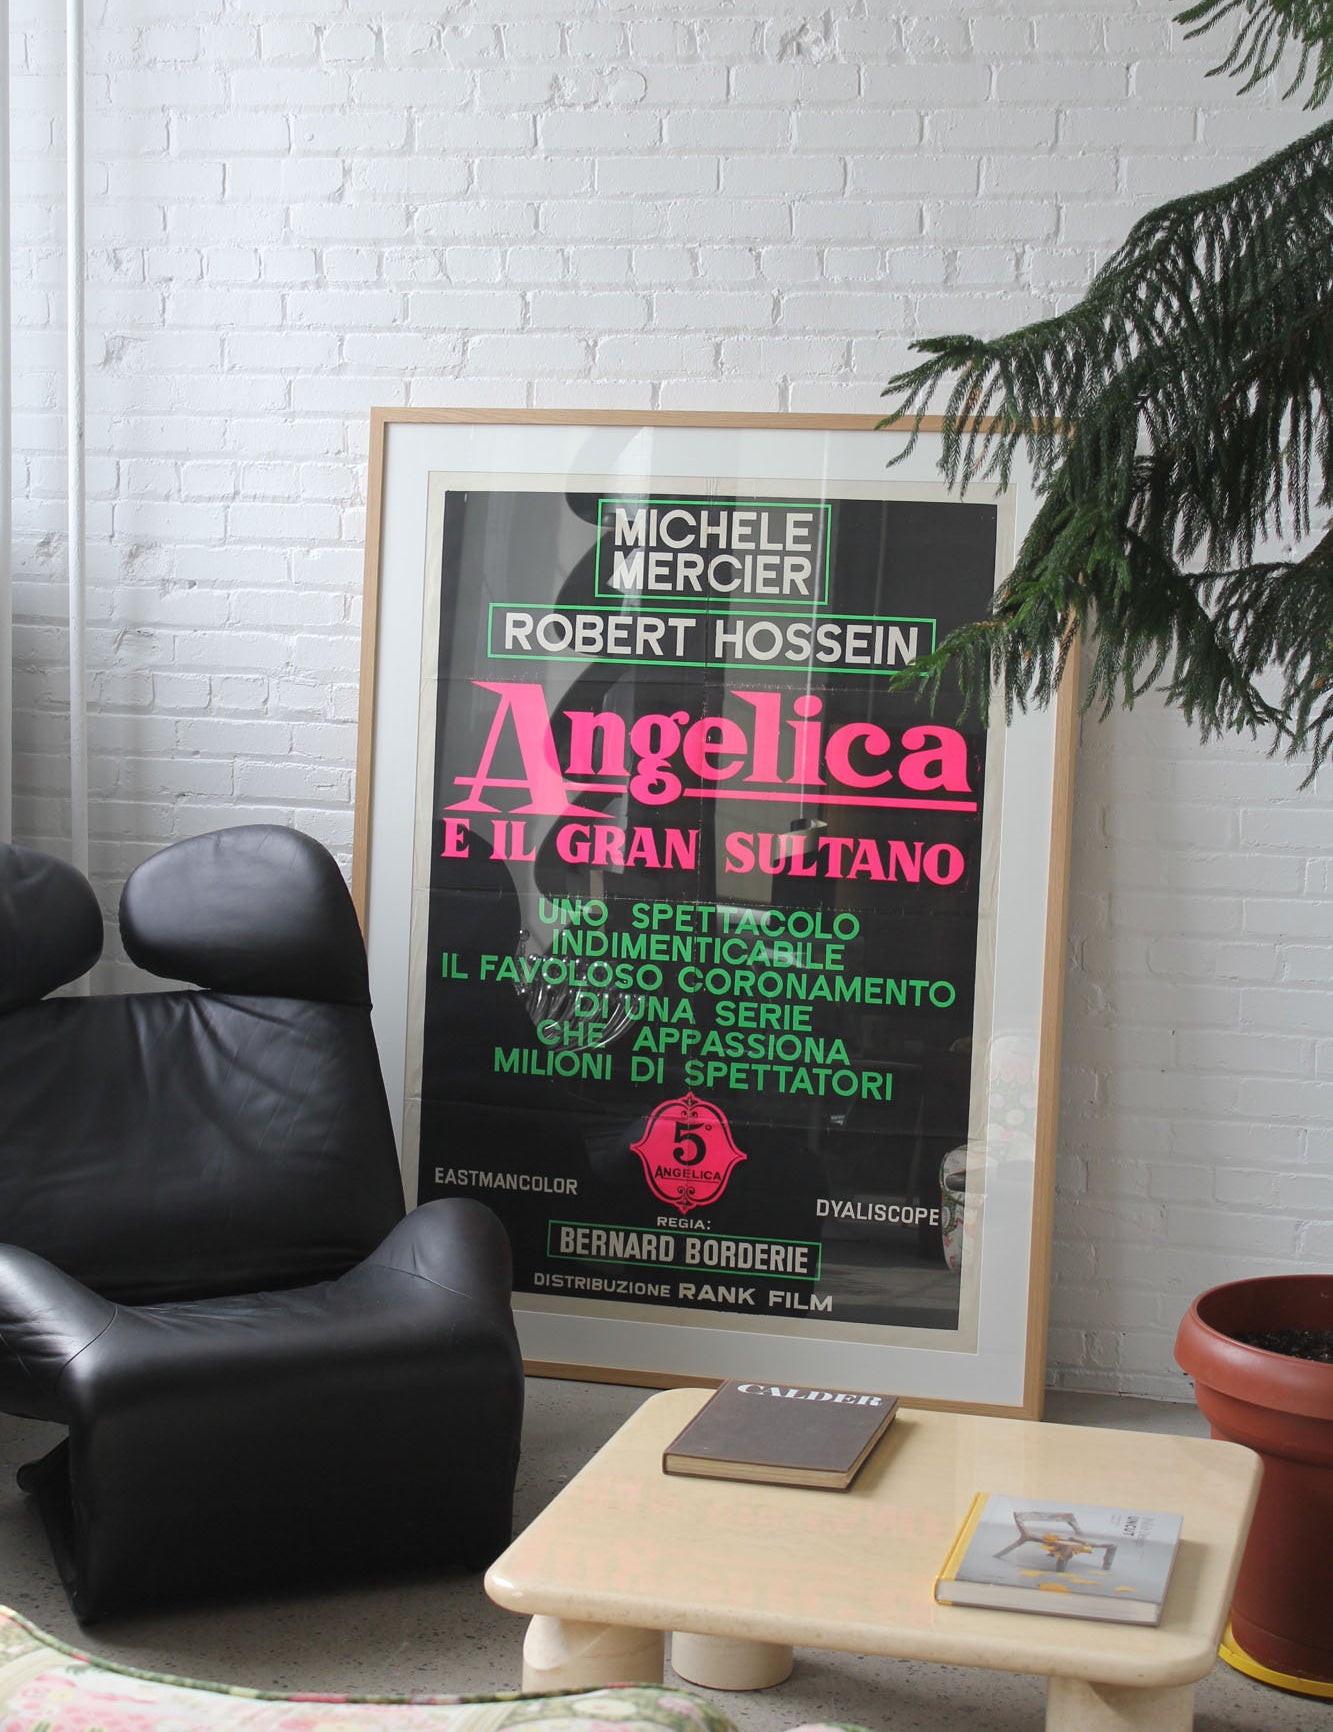 MICHELE
MERCIER
ROBERT HOSSEIN
Angelica
E IL GRAN SULTANO
UNO SPETTACOLO
INDIMENTICABILE
IL FAVOLOSO CORONAMENTO
DI UNA SERIE
CHE APPASSIONA
MILIONI DI SPETTATORI
5°
ANGELICA
EASTMANCOLOR
DYALISCOPE
REGIA:
BERNARD BORDERIE
DISTRIBUZIONE RANK FILM
CALDER
UNCUT